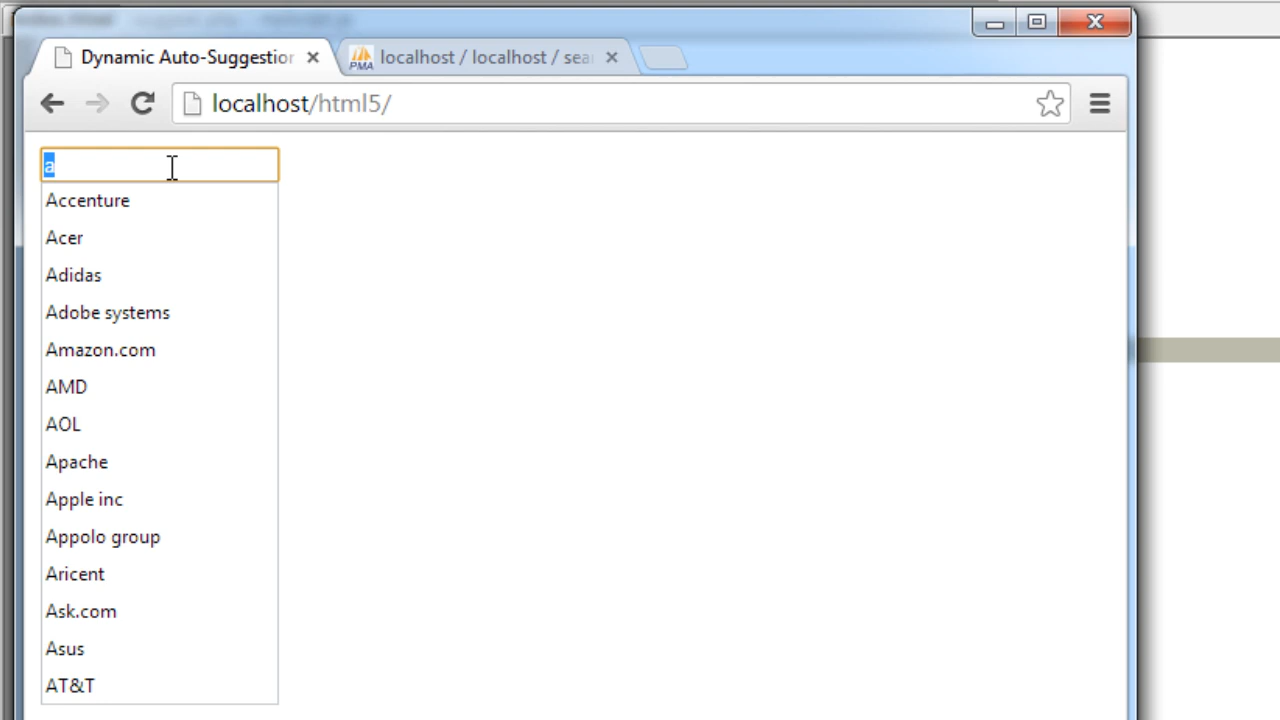 Dynamic Auto-Suggestion
localhost / localhost / sea
PMA
localhost/html5/
a
Accenture
Acer
Adidas
Adobe systems
Amazon.com
AMD
AOL
Apache
Apple inc
Appolo group
Aricent
Ask.com
Asus
AT&T